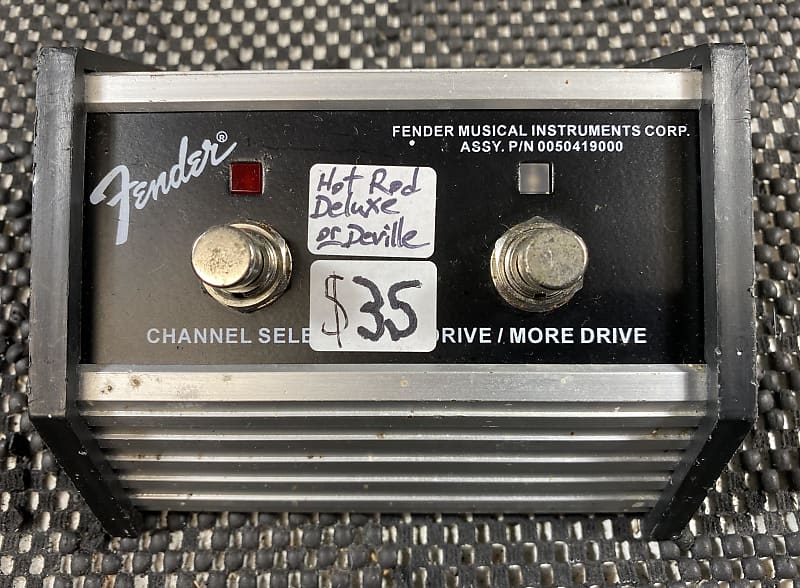 FENDER MUSICAL INSTRUMENTS CORP.
ASSY. P/N 0050419000
Fender®
Hot Rod
Deluxe
or Deville
$35
CHANNEL SELE DRIVE / MORE DRIVE